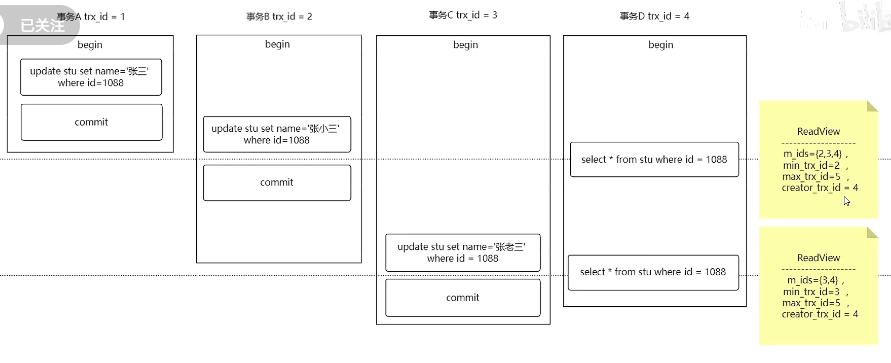 已关注
事务A trx_id = 1
事务B trx_id = 2
事务C trx_id = 3
事务D trx_id = 4
begin
update stu set name='张三'
where id=1088
commit
begin
update stu set name='张小三'
where id=1088
commit
begin
update stu set name='张老三'
where id = 1088
commit
begin
select * from stu where id = 1088
select * from stu where id = 1088
ReadView
-------------------
m_ids={2,3,4} ,
min_trx_id=2 ,
max_trx_id=5 ,
creator_trx_id = 4
ReadView
-------------------
m_ids={3,4} ,
min_trx_id=3 ,
max_trx_id=5 ,
creator_trx_id = 4